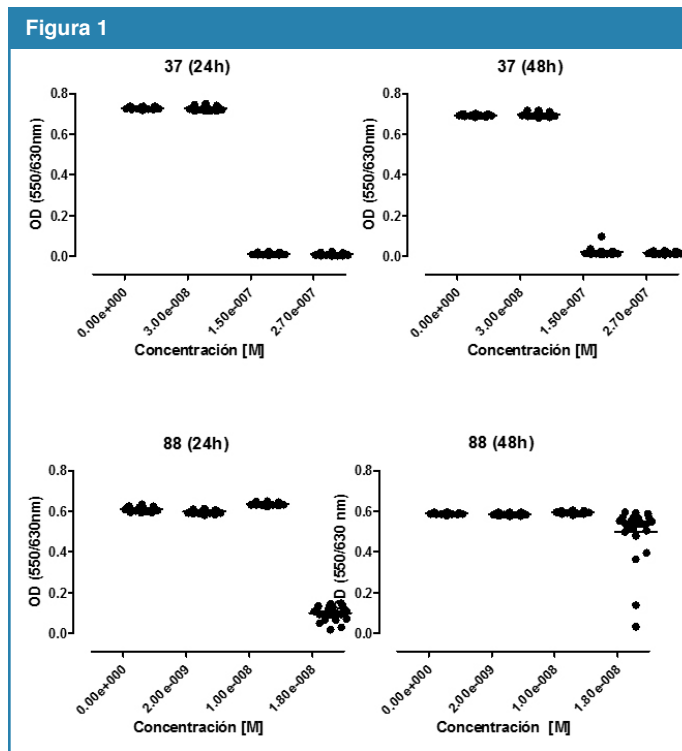 Figura 1
37 (24h)
0.8
0.6
0.4
0.2
0.0
OD (550/630nm)
0.00e+000
3.00e-008
1.50e-007
2.70e-007
Concentración [M]
37 (48h)
0.8
0.6
0.4
0.2
0.0
OD (550/630nm)
0.00e+000
3.00e-008
1.50e-007
2.70e-007
Concentración [M]
88 (24h)
0.8
0.6
0.4
0.2
0.0
OD (550/630nm)
0.00e+000
2.00e-009
1.00e-008
1.80e-008
Concentración [M]
88 (48h)
0.8
0.6
0.4
0.2
0.0
D (550/630 nm)
0.00e+000
2.00e-009
1.00e-008
1.80e-008
Concentración [M]